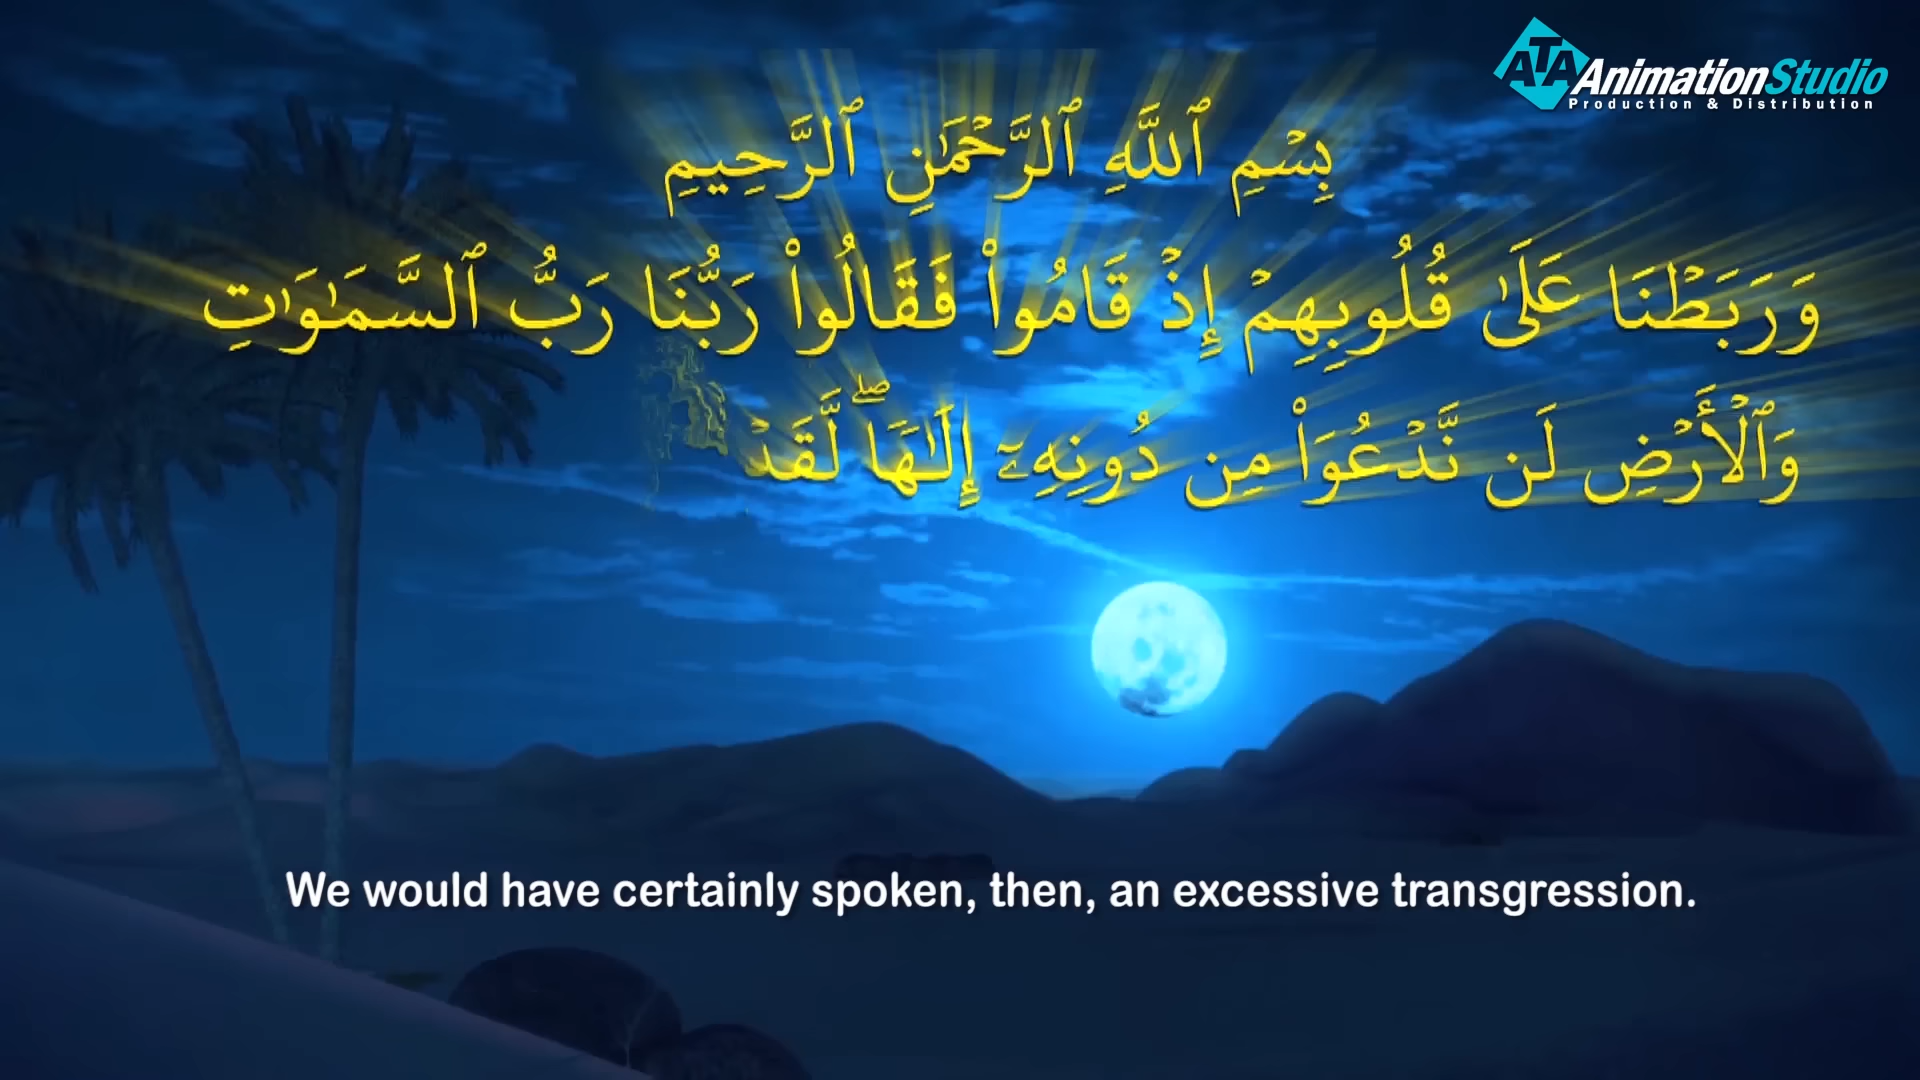 ATA AnimationStudio
Production & Distribution
بِسْمِ ٱللَّهِ ٱلرَّحْمَٰنِ ٱلرَّحِيمِ
وَرَبَطْنَا عَلَىٰ قُلُوبِهِمْ إِذْ قَامُوا۟ فَقَالُوا۟ رَبُّنَا رَبُّ ٱلسَّمَٰوَٰتِ
وَٱلْأَرْضِ لَن نَّدْعُوَا۟ مِن دُونِهِۦٓ إِلَٰهًا ۖ لَّقَدْ
We would have certainly spoken, then, an excessive transgression.